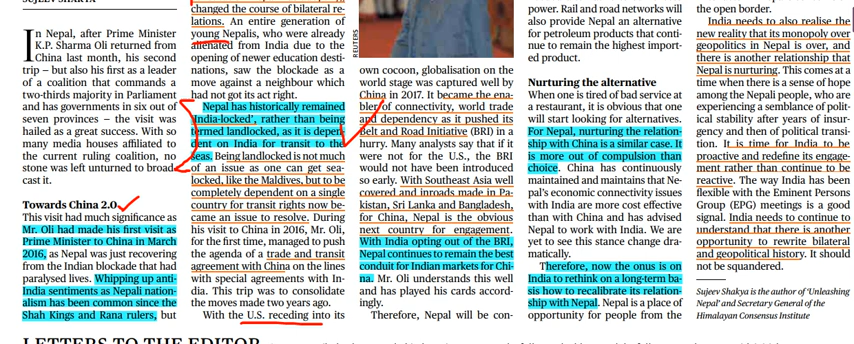 SUJEEV SHAKYA
In Nepal, after Prime Minister
K.P. Sharma Oli returned from
China last month, his second
trip – but also his first as a leader
of a coalition that commands a
two-thirds majority in Parliament
and has governments in six out of
seven provinces – the visit was
hailed as a great success. With so
many media houses affiliated to
the current ruling coalition, no
stone was left unturned to broad-
cast it.
Towards China 2.0
This visit had much significance as
Mr. Oli had made his first visit as
Prime Minister to China in March
2016, as Nepal was just recovering
from the Indian blockade that had
paralysed lives. Whipping up anti-
India sentiments as Nepali nation-
alism has been common since the
Shah Kings and Rana rulers, but
changed the course of bilateral re-
lations. An entire generation of
young Nepalis, who were already
alienated from India due to the
opening of newer education desti-
nations, saw the blockade as a
move against a neighbour which
had not got its act right.
Nepal has historically remained
'India-locked', rather than being
termed landlocked, as it is depen-
dent on India for transit to the
seas. Being landlocked is not much
of an issue as one can get sea-
locked, like the Maldives, but to be
completely dependent on a single
country for transit rights now be-
came an issue to resolve. During
his visit to China in 2016, Mr. Oli,
for the first time, managed to push
the agenda of a trade and transit
agreement with China on the lines
with special agreements with In-
dia. This trip was to consolidate
the moves made two years ago.
With the U.S. receding into its
REUTERS
own cocoon, globalisation on the
world stage was captured well by
China in 2017. It became the ena-
bler of connectivity, world trade
and dependency as it pushed its
Belt and Road Initiative (BRI) in a
hurry. Many analysts say that if it
were not for the U.S., the BRI
would not have been introduced
so early. With Southeast Asia well
covered and inroads made in Pa-
kistan, Sri Lanka and Bangladesh,
for China, Nepal is the obvious
next country for engagement.
With India opting out of the BRI,
Nepal continues to remain the best
conduit for Indian markets for Chi-
na. Mr. Oli understands this well
and has played his cards accord-
ingly.
Therefore, Nepal will be con-
power. Rail and road networks will
also provide Nepal an alternative
for petroleum products that conti-
nue to remain the highest import-
ed product.
Nurturing the alternative
When one is tired of bad service at
a restaurant, it is obvious that one
will start looking for alternatives.
For Nepal, nurturing the relation-
ship with China is a similar case. It
is more out of compulsion than
choice. China has continuously
maintained and maintains that Ne-
pal's economic connectivity issues
with India are more cost effective
than with China and has advised
Nepal to work with India. We are
yet to see this stance change dra-
matically.
Therefore, now the onus is on
India to rethink on a long-term ba-
sis how to recalibrate its relation-
ship with Nepal. Nepal is a place of
opportunity for people from the
the open border.
India needs to also realise the
new reality that its monopoly over
geopolitics in Nepal is over, and
there is another relationship that
Nepal is nurturing. This comes at a
time when there is a sense of hope
among the Nepali people, who are
experiencing a semblance of polit-
ical stability after years of insur-
gency and then of political transi-
tion. It is time for India to be
proactive and redefine its engage-
ment rather than continue to be
reactive. The way India has been
flexible with the Eminent Persons
Group (EPG) meetings is a good
signal. India needs to continue to
understand that there is another
opportunity to rewrite bilateral
and geopolitical history. It should
not be squandered.
Sujeev Shakya is the author of 'Unleashing
Nepal' and Secretary General of the
Himalayan Consensus Institute
LETTERS TO THE EDITOR